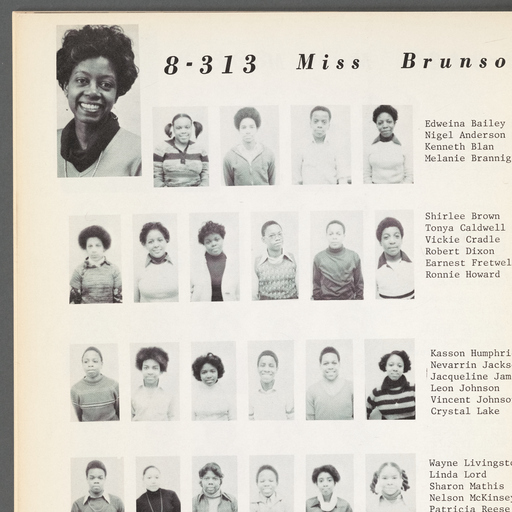 8-313 Miss Brunso
Edweina Bailey
Nigel Anderson
Kenneth Blan
Melanie Brannig
Shirlee Brown
Tonya Caldwell
Vickie Cradle
Robert Dixon
Earnest Fretwel
Ronnie Howard
Kasson Humphri
Nevarrin Jacks
Jacqueline Jam
Leon Johnson
Vincent Johnso
Crystal Lake
Wayne Livingsto
Linda Lord
Sharon Mathis
Nelson McKinsey
Patricia Reese